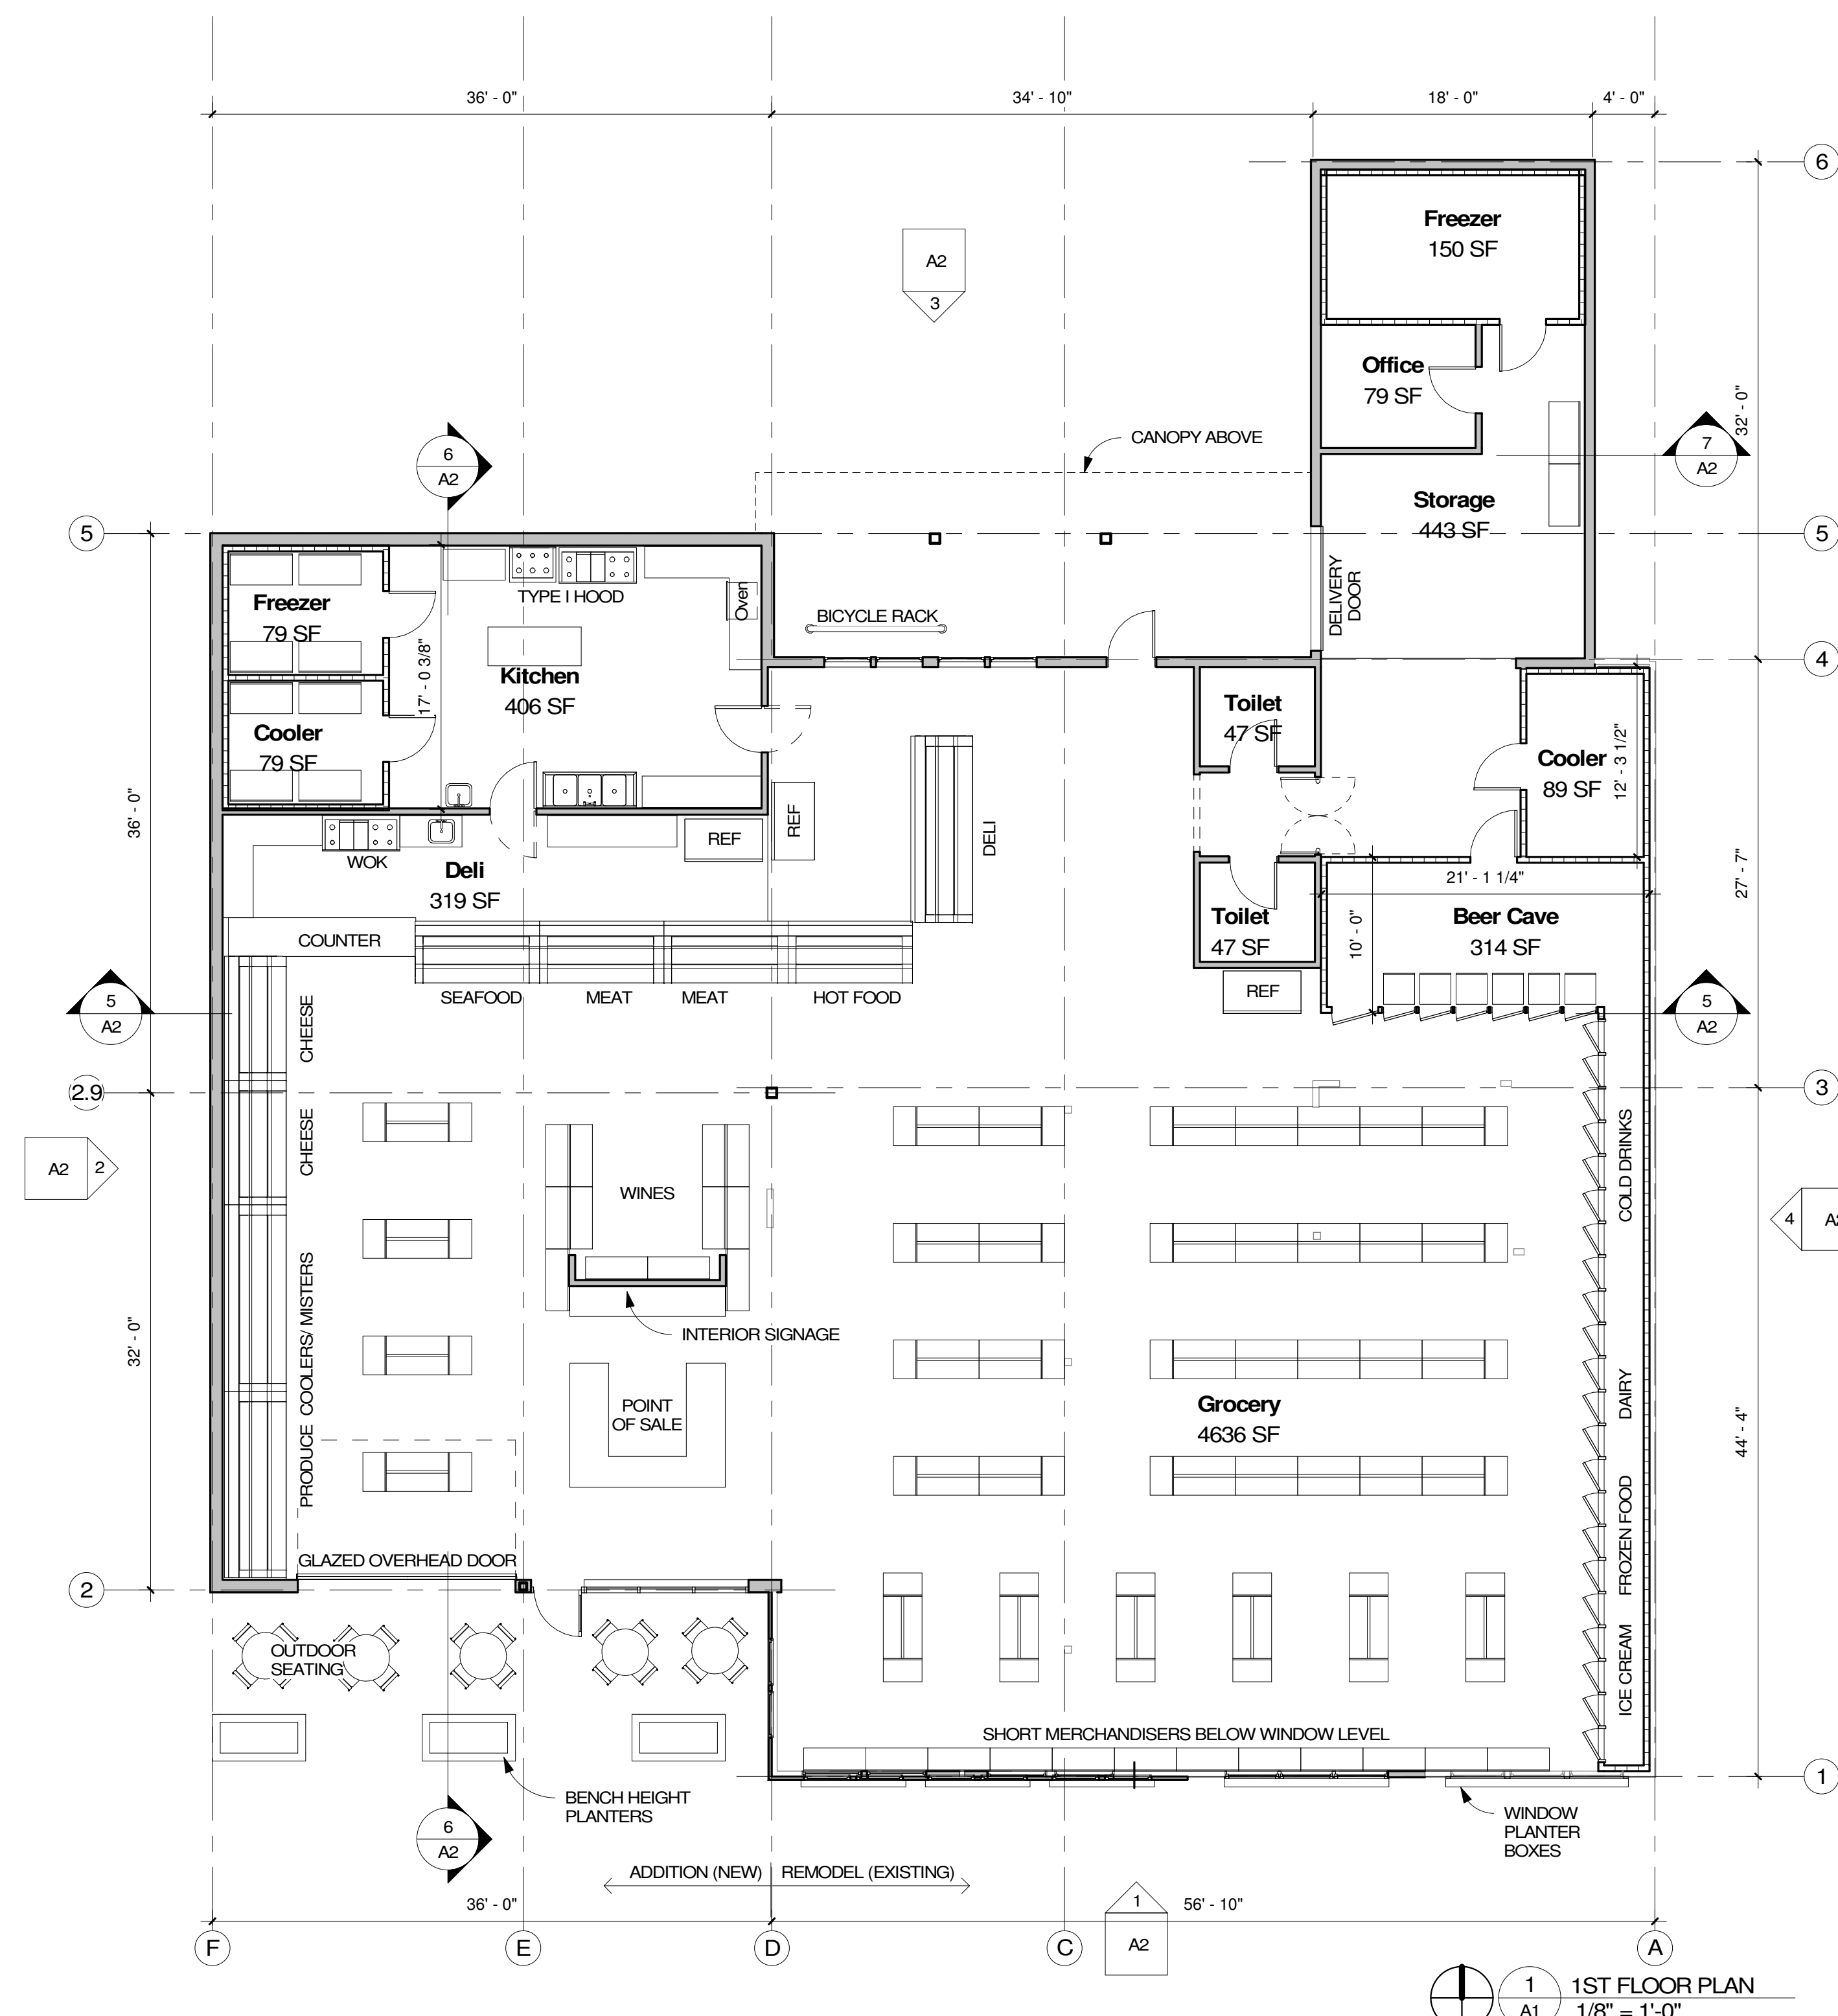 36' - 0"
34' - 10"
18' - 0"
4' - 0"
6
Freezer
150 SF
A2
3
Office
79 SF
32' - 0"
CANOPY ABOVE
6
A2
7
A2
Storage
443 SF
5
5
DELIVERY
DOOR
TYPE I HOOD
Oven
Freezer
79 SF
BICYCLE RACK
17' - 0 3/8"
Kitchen
406 SF
4
Toilet
47 SF
Cooler
79 SF
Cooler
89 SF
12' - 3 1/2"
36' - 0"
REF
REF
DELI
WOK
Deli
319 SF
27' - 7"
21' - 1 1/4"
Toilet
47 SF
10' - 0"
Beer Cave
314 SF
COUNTER
SEAFOOD
MEAT
MEAT
HOT FOOD
REF
5
A2
5
A2
CHEESE
2.9
3
CHEESE
COLD DRINKS
A2
2
WINES
4
INTERIOR SIGNAGE
32' - 0"
PRODUCE COOLERS/ MISTERS
POINT
OF SALE
Grocery
4636 SF
DAIRY
44' - 4"
FROZEN FOOD
GLAZED OVERHEAD DOOR
2
OUTDOOR
SEATING
ICE CREAM
SHORT MERCHANDISERS BELOW WINDOW LEVEL
1
BENCH HEIGHT
PLANTERS
WINDOW
PLANTER
BOXES
6
A2
ADDITION (NEW)
REMODEL (EXISTING)
36' - 0"
1
A2
56' - 10"
F
E
D
C
A
1
A1
1ST FLOOR PLAN
1/8" = 1'-0"